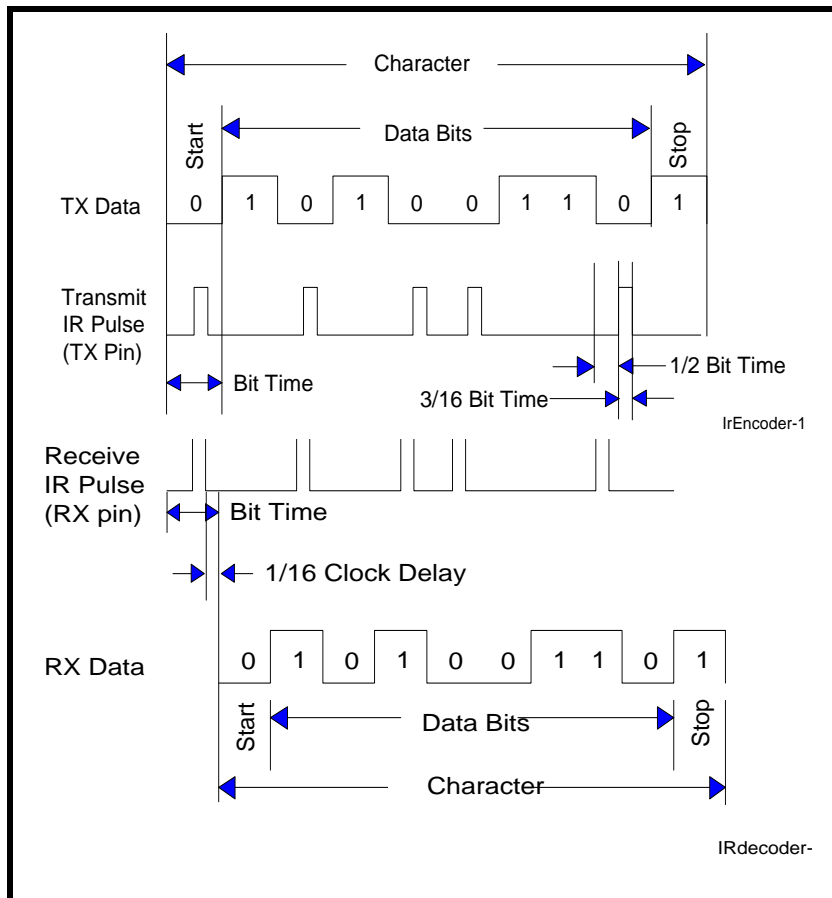 Character
Start
Data Bits
Stop
TX Data
0 1 0 1 0 0 1 1 0 1
Transmit
IR Pulse
(TX Pin)
Bit Time
1/2 Bit Time
3/16 Bit Time
IrEncoder-1
Receive
IR Pulse
(RX pin)
Bit Time
1/16 Clock Delay
RX Data
0 1 0 1 0 0 1 1 0 1
Start
Data Bits
Stop
Character
IRdecoder-